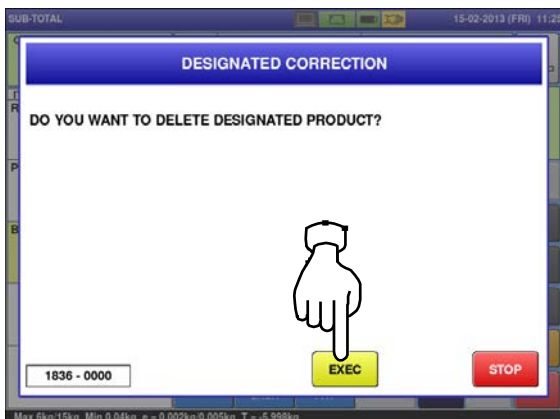 SUB-TOTAL 15-02-2013 (FRI) 11:25
DESIGNATED CORRECTION
DO YOU WANT TO DELETE DESIGNATED PRODUCT?
1836 - 0000
EXEC
STOP
Max 6kg/15kg Min 0.04kg e = 0.002kg/0.005kg T = -5.998kg